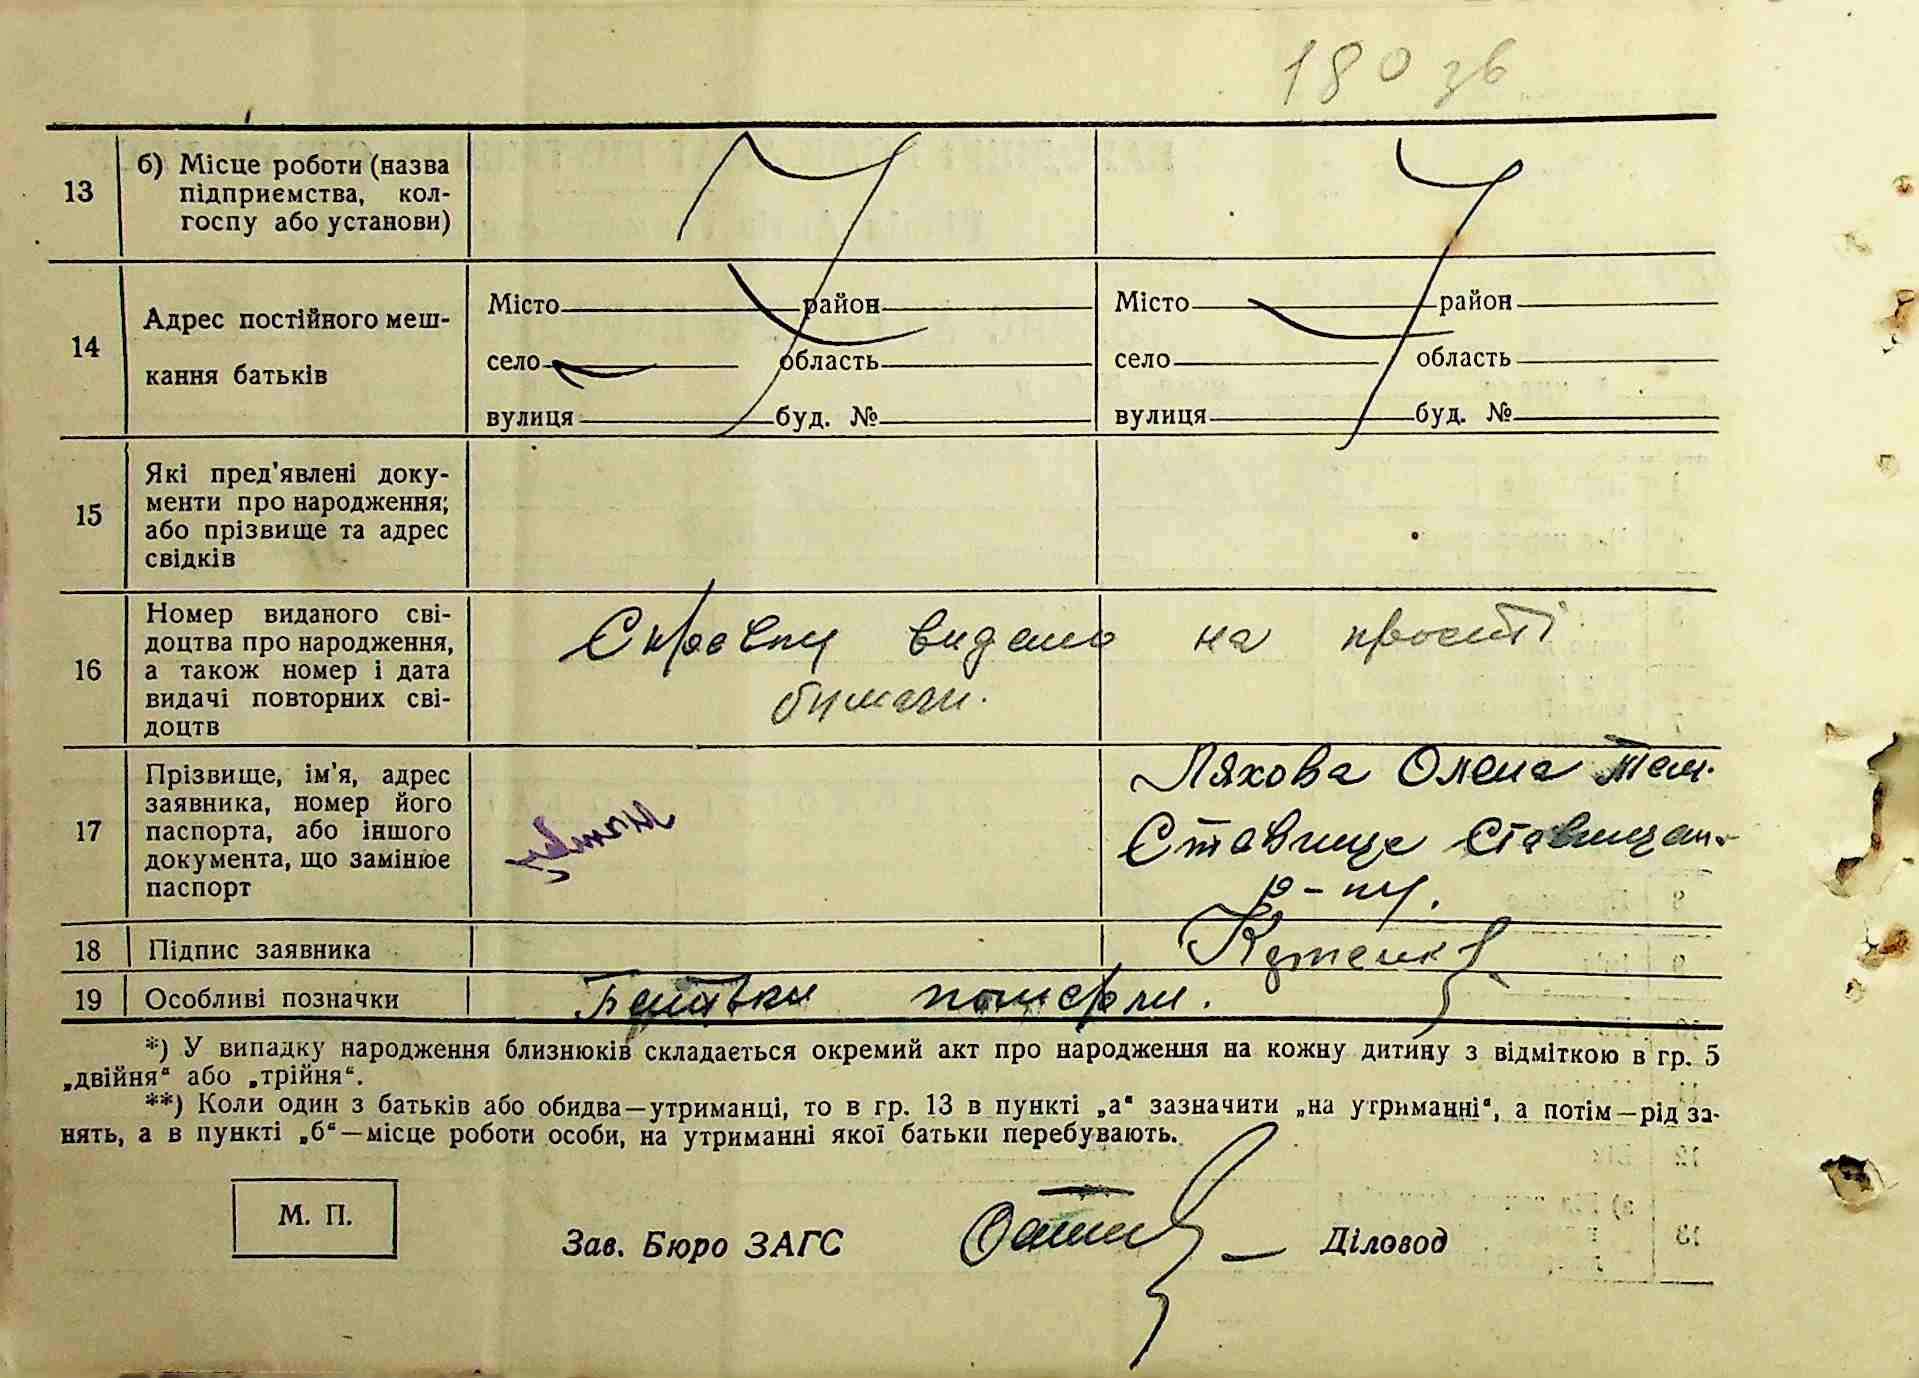 180 зв
13
б) Місце роботи (назва
підприємства, кол-
госпу або установи)
14
Адрес постійного меш-
кання батьків
Місто район Місто район
село область село область
вулиця буд. № вулиця буд. №
15
Які пред'явлені доку-
менти про народження;
або прізвище та адрес
свідків
16
Номер виданого сві-
доцтва про народження,
а також номер і дата
видачі повторних сві-
доцтв
Справку видано на прості
бумачи.
17
Прізвище, ім'я, адрес
заявника, номер його
паспорта, або іншого
документа, що замінює
паспорт
Ляхова Олена
Ставище Ставищан.
р-ну.
18 Підпис заявника
19 Особливі позначки Батьки померли.
*) У випадку народження близнюків складається окремий акт про народження на кожну дитину з відміткою в гр. 5
„двійня“ або „трійня“.
**) Коли один з батьків або обидва—утриманці, то в гр. 13 в пункті „а“ зазначити „на утриманні“, а потім—рід за-
нять, а в пункті „б“—місце роботи особи, на утриманні якої батьки перебувають.
М. П.
Зав. Бюро ЗАГС Діловод